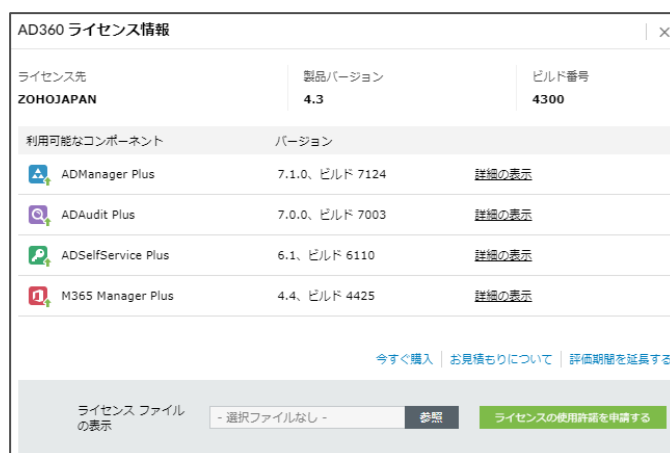 AD360 ライセンス情報
ライセンス先 製品バージョン ビルド番号
ZOHOJAPAN 4.3 4300
利用可能なコンポーネント バージョン
ADManager Plus 7.1.0、ビルド 7124 詳細の表示
ADAudit Plus 7.0.0、ビルド 7003 詳細の表示
ADSelfService Plus 6.1、ビルド 6110 詳細の表示
M365 Manager Plus 4.4、ビルド 4425 詳細の表示
今すぐ購入 お見積もりについて 評価期間を延長する
ライセンス ファイル
の表示
- 選択ファイルなし - 参照 ライセンスの使用許諾を申請する